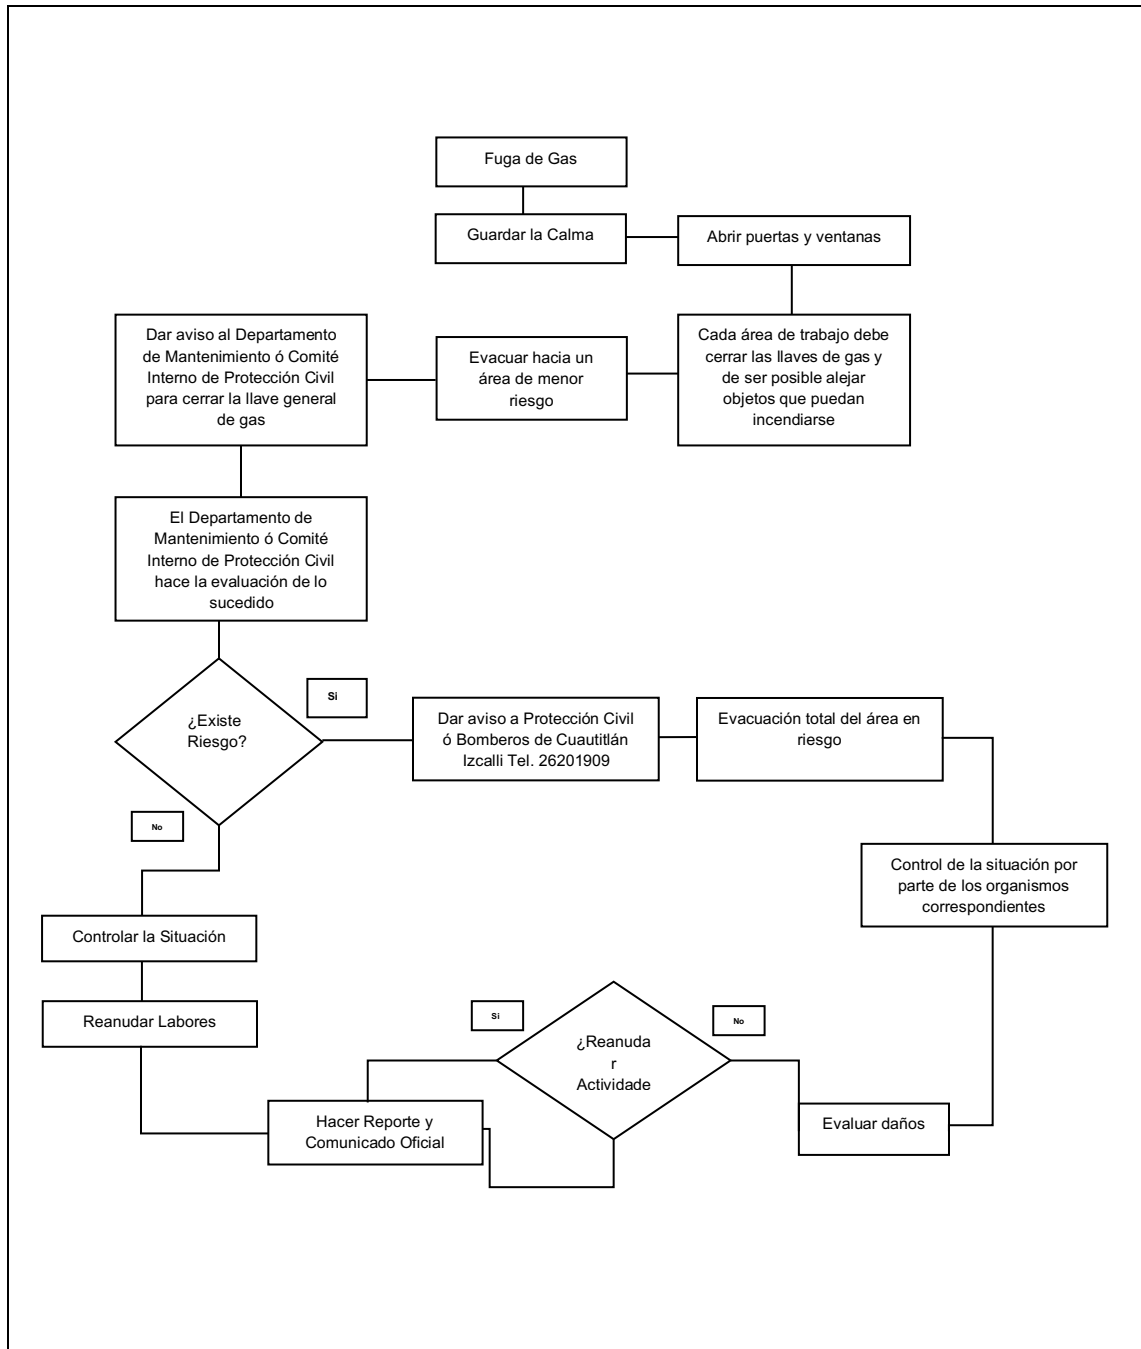 Fuga de Gas
Guardar la Calma
Abrir puertas y ventanas
Cada área de trabajo debe
cerrar las llaves de gas y
de ser posible alejar
objetos que puedan
incendiarse
Evacuar hacia un
área de menor
riesgo
Dar aviso al Departamento
de Mantenimiento ó Comité
Interno de Protección Civil
para cerrar la llave general
de gas
El Departamento de
Mantenimiento ó Comité
Interno de Protección Civil
hace la evaluación de lo
sucedido
¿Existe
Riesgo?
Si
Dar aviso a Protección Civil
ó Bomberos de Cuautitlán
Izcalli Tel. 26201909
Evacuación total del área en
riesgo
No
Control de la situación por
parte de los organismos
correspondientes
Controlar la Situación
Reanudar Labores
Si
No
¿Reanuda
r
Actividade
Hacer Reporte y
Comunicado Oficial
Evaluar daños